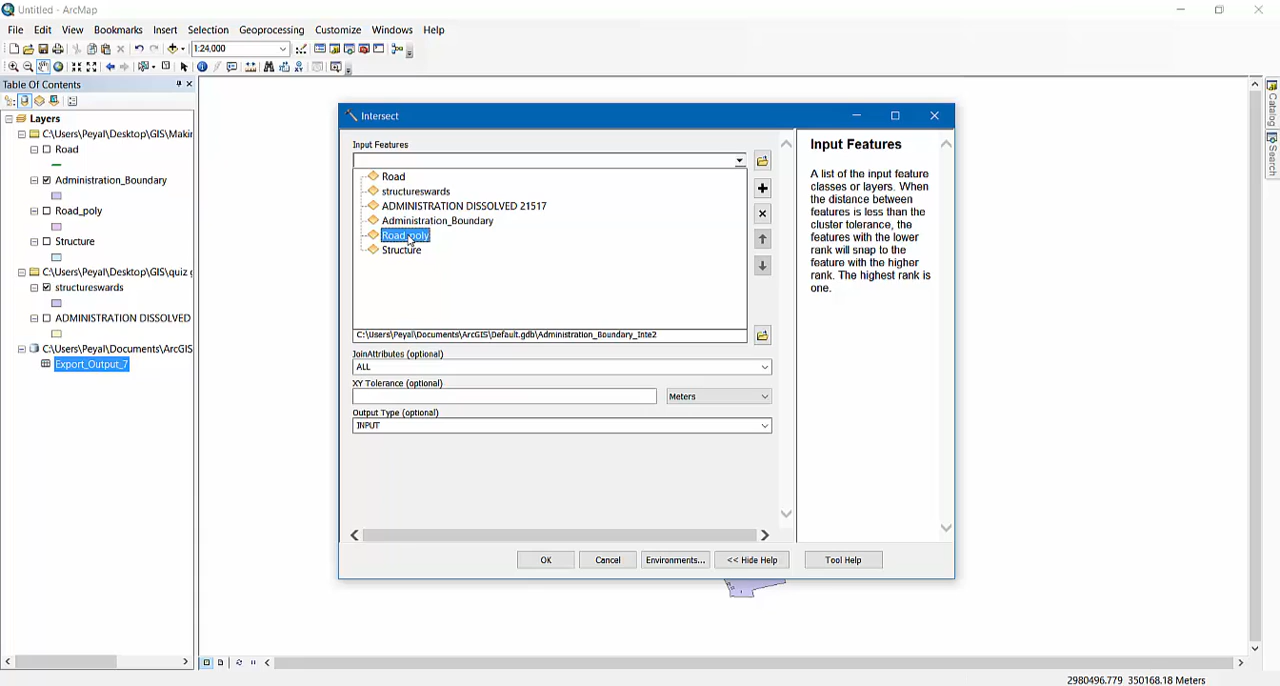 Untitled - ArcMap
File Edit View Bookmarks Insert Selection Geoprocessing Customize Windows Help
1:24,000
Table Of Contents
Layers
C:\Users\Peyal\Desktop\GIS\Makin
Road
Administration_Boundary
Road_poly
Structure
C:\Users\Peyal\Desktop\quiz g
structureswards
ADMINISTRATION DISSOLVED
C:\Users\Peyal\Documents\ArcGIS
Export_Output_7
Intersect
Input Features
Road
structureswards
ADMINISTRATION DISSOLVED 21517
Administration_Boundary
Road_poly
Structure
C:\Users\Peyal\Documents\ArcGIS\Default.gdb\Administration_Boundary_Inte2
JoinAttributes (optional)
ALL
XY Tolerance (optional)
Meters
Output Type (optional)
INPUT
OK Cancel Environments... << Hide Help Tool Help
Input Features
A list of the input feature
classes or layers. When
the distance between
features is less than the
cluster tolerance, the
features with the lower
rank will snap to the
feature with the higher
rank. The highest rank is
one.
Catalog
Search
2980496.779 350168.18 Meters